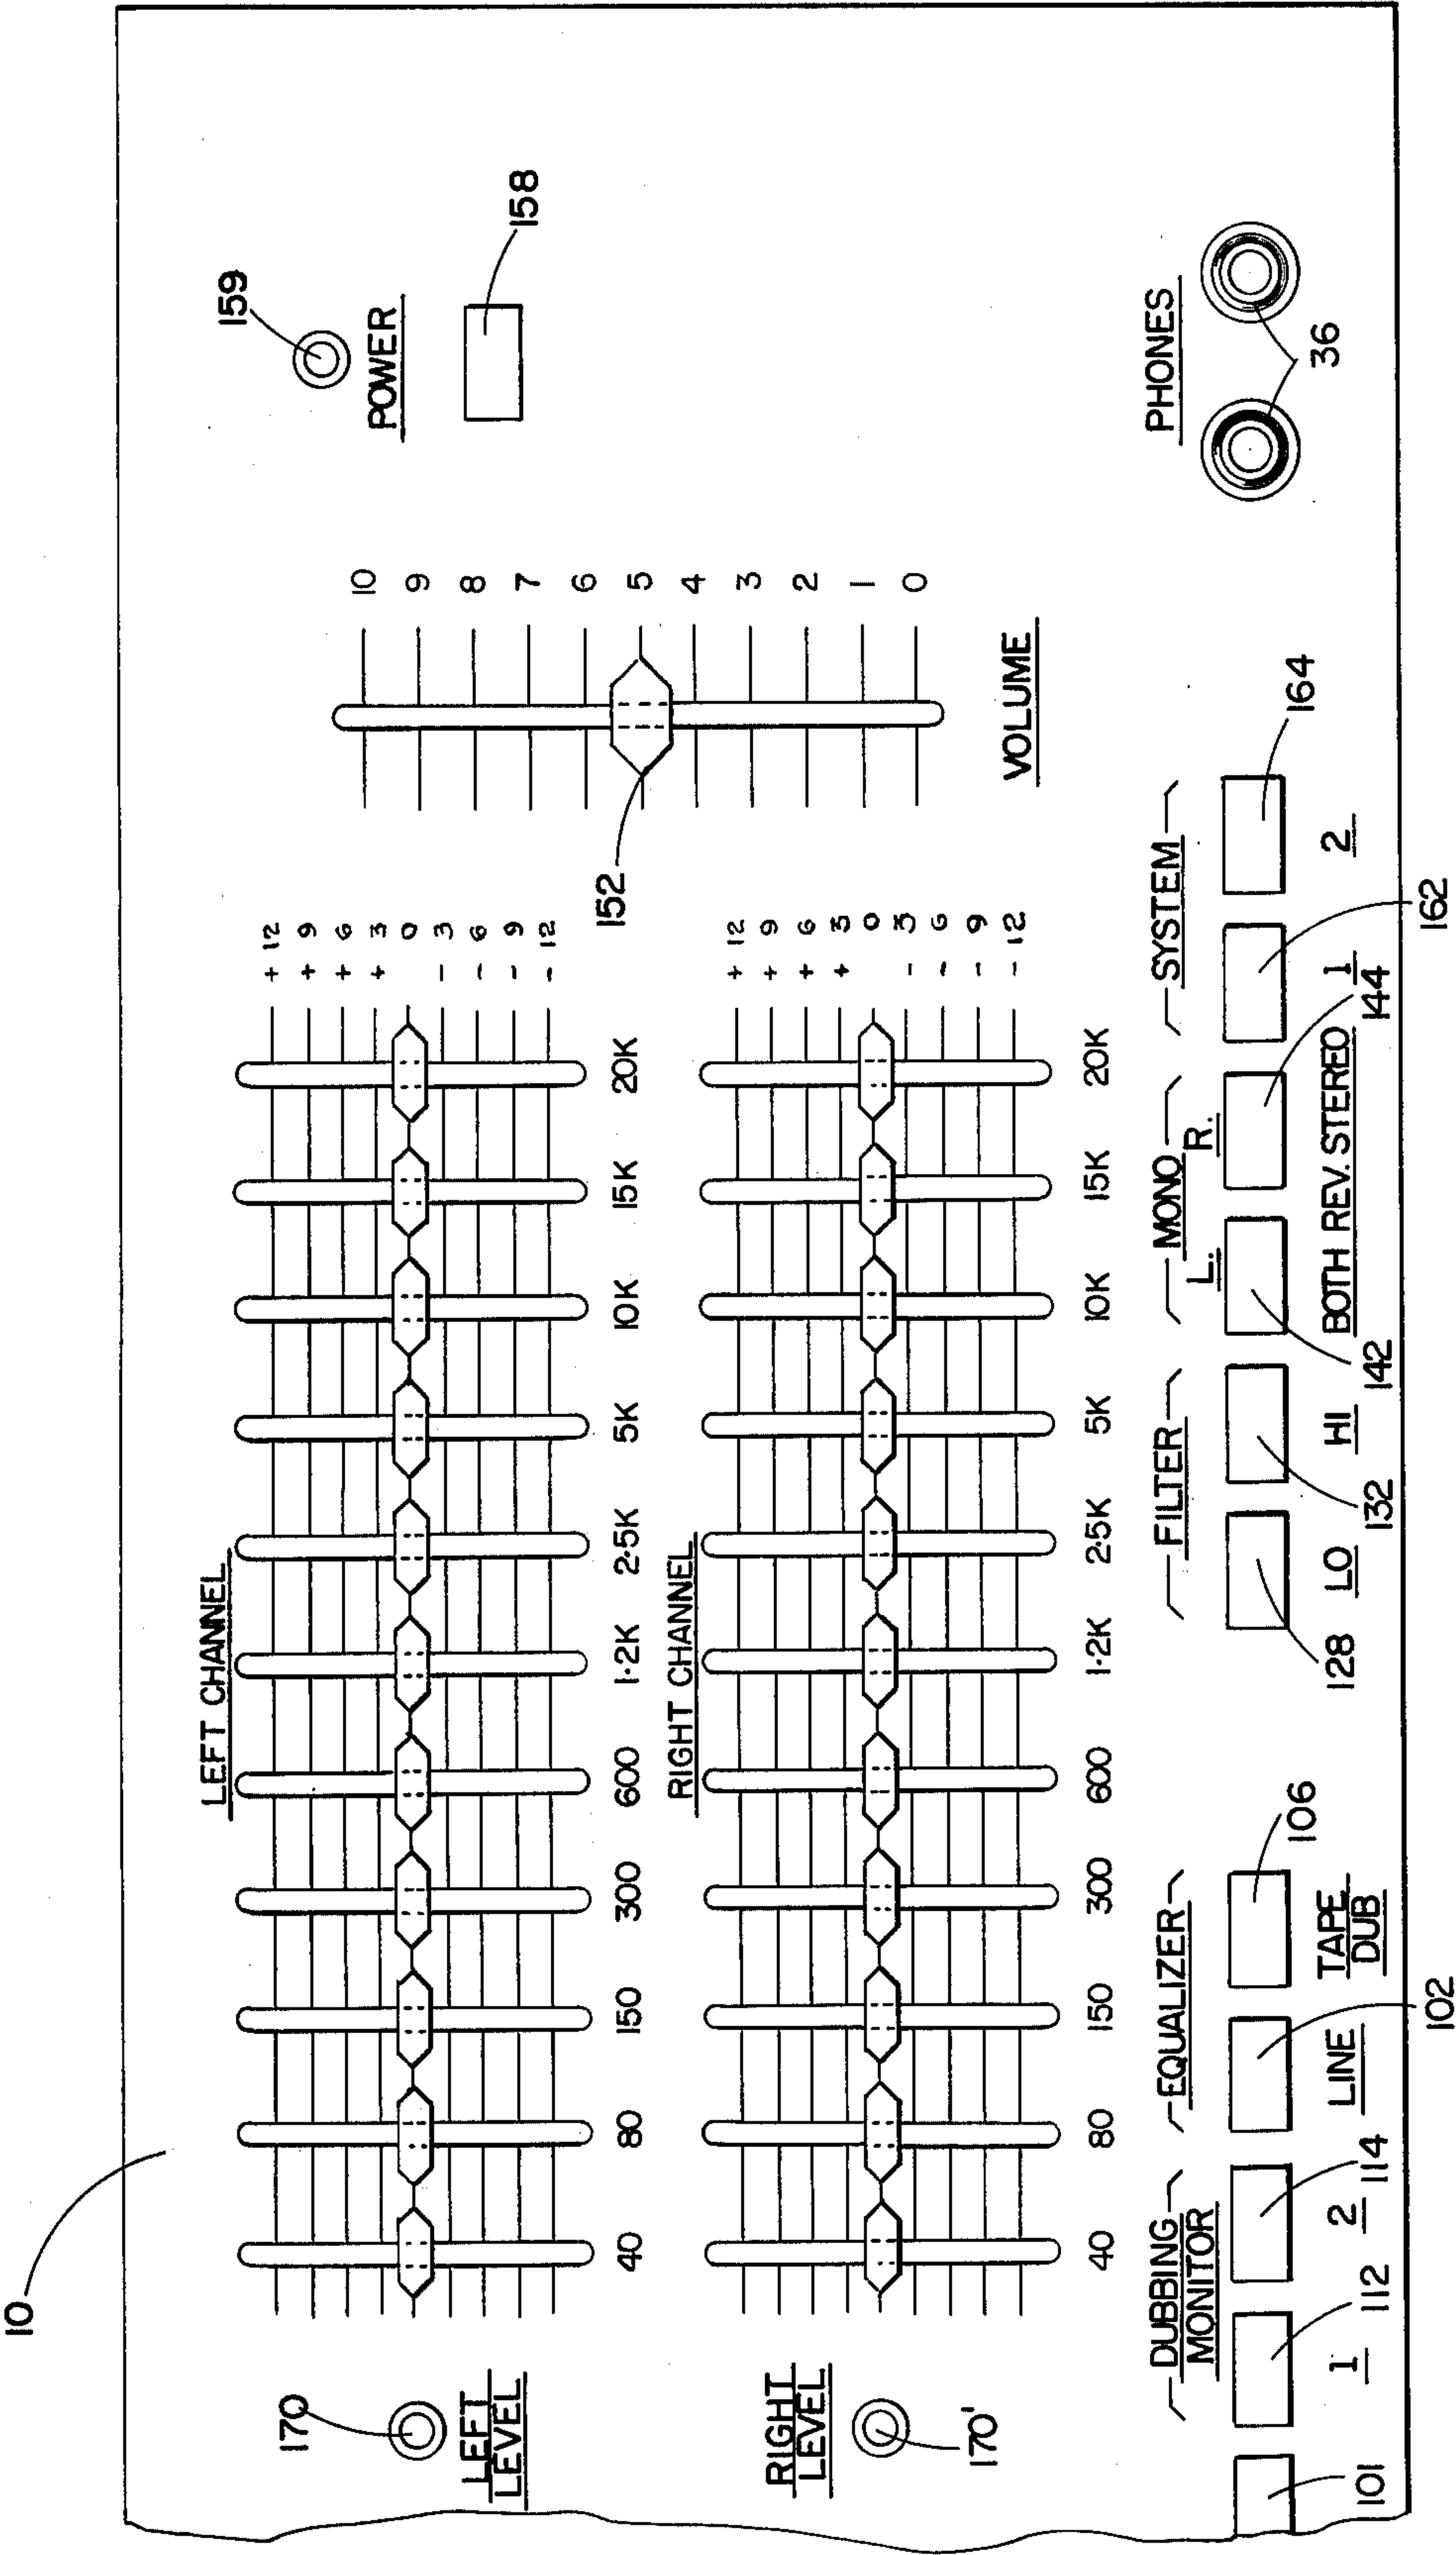 10
159
POWER
158
LEFT CHANNEL
+ 12
+ 9
+ 6
+ 3
0
- 3
- 6
- 9
- 12
40 80 150 300 600 1·2K 2·5K 5K 10K 15K 20K
170
LEFT
LEVEL
10
9
8
7
6
5
4
3
2
1
0
152
VOLUME
RIGHT CHANNEL
+ 12
+ 9
+ 6
+ 3
0
- 3
- 6
- 9
- 12
40 80 150 300 600 1·2K 2·5K 5K 10K 15K 20K
RIGHT
LEVEL
170'
DUBBING
MONITOR
EQUALIZER
FILTER
MONO
L. R.
SYSTEM
PHONES
36
1 2 LINE TAPE
DUB
LO HI BOTH REV. STEREO 1 2
101 112 114 102 106 128 132 142 144 162 164